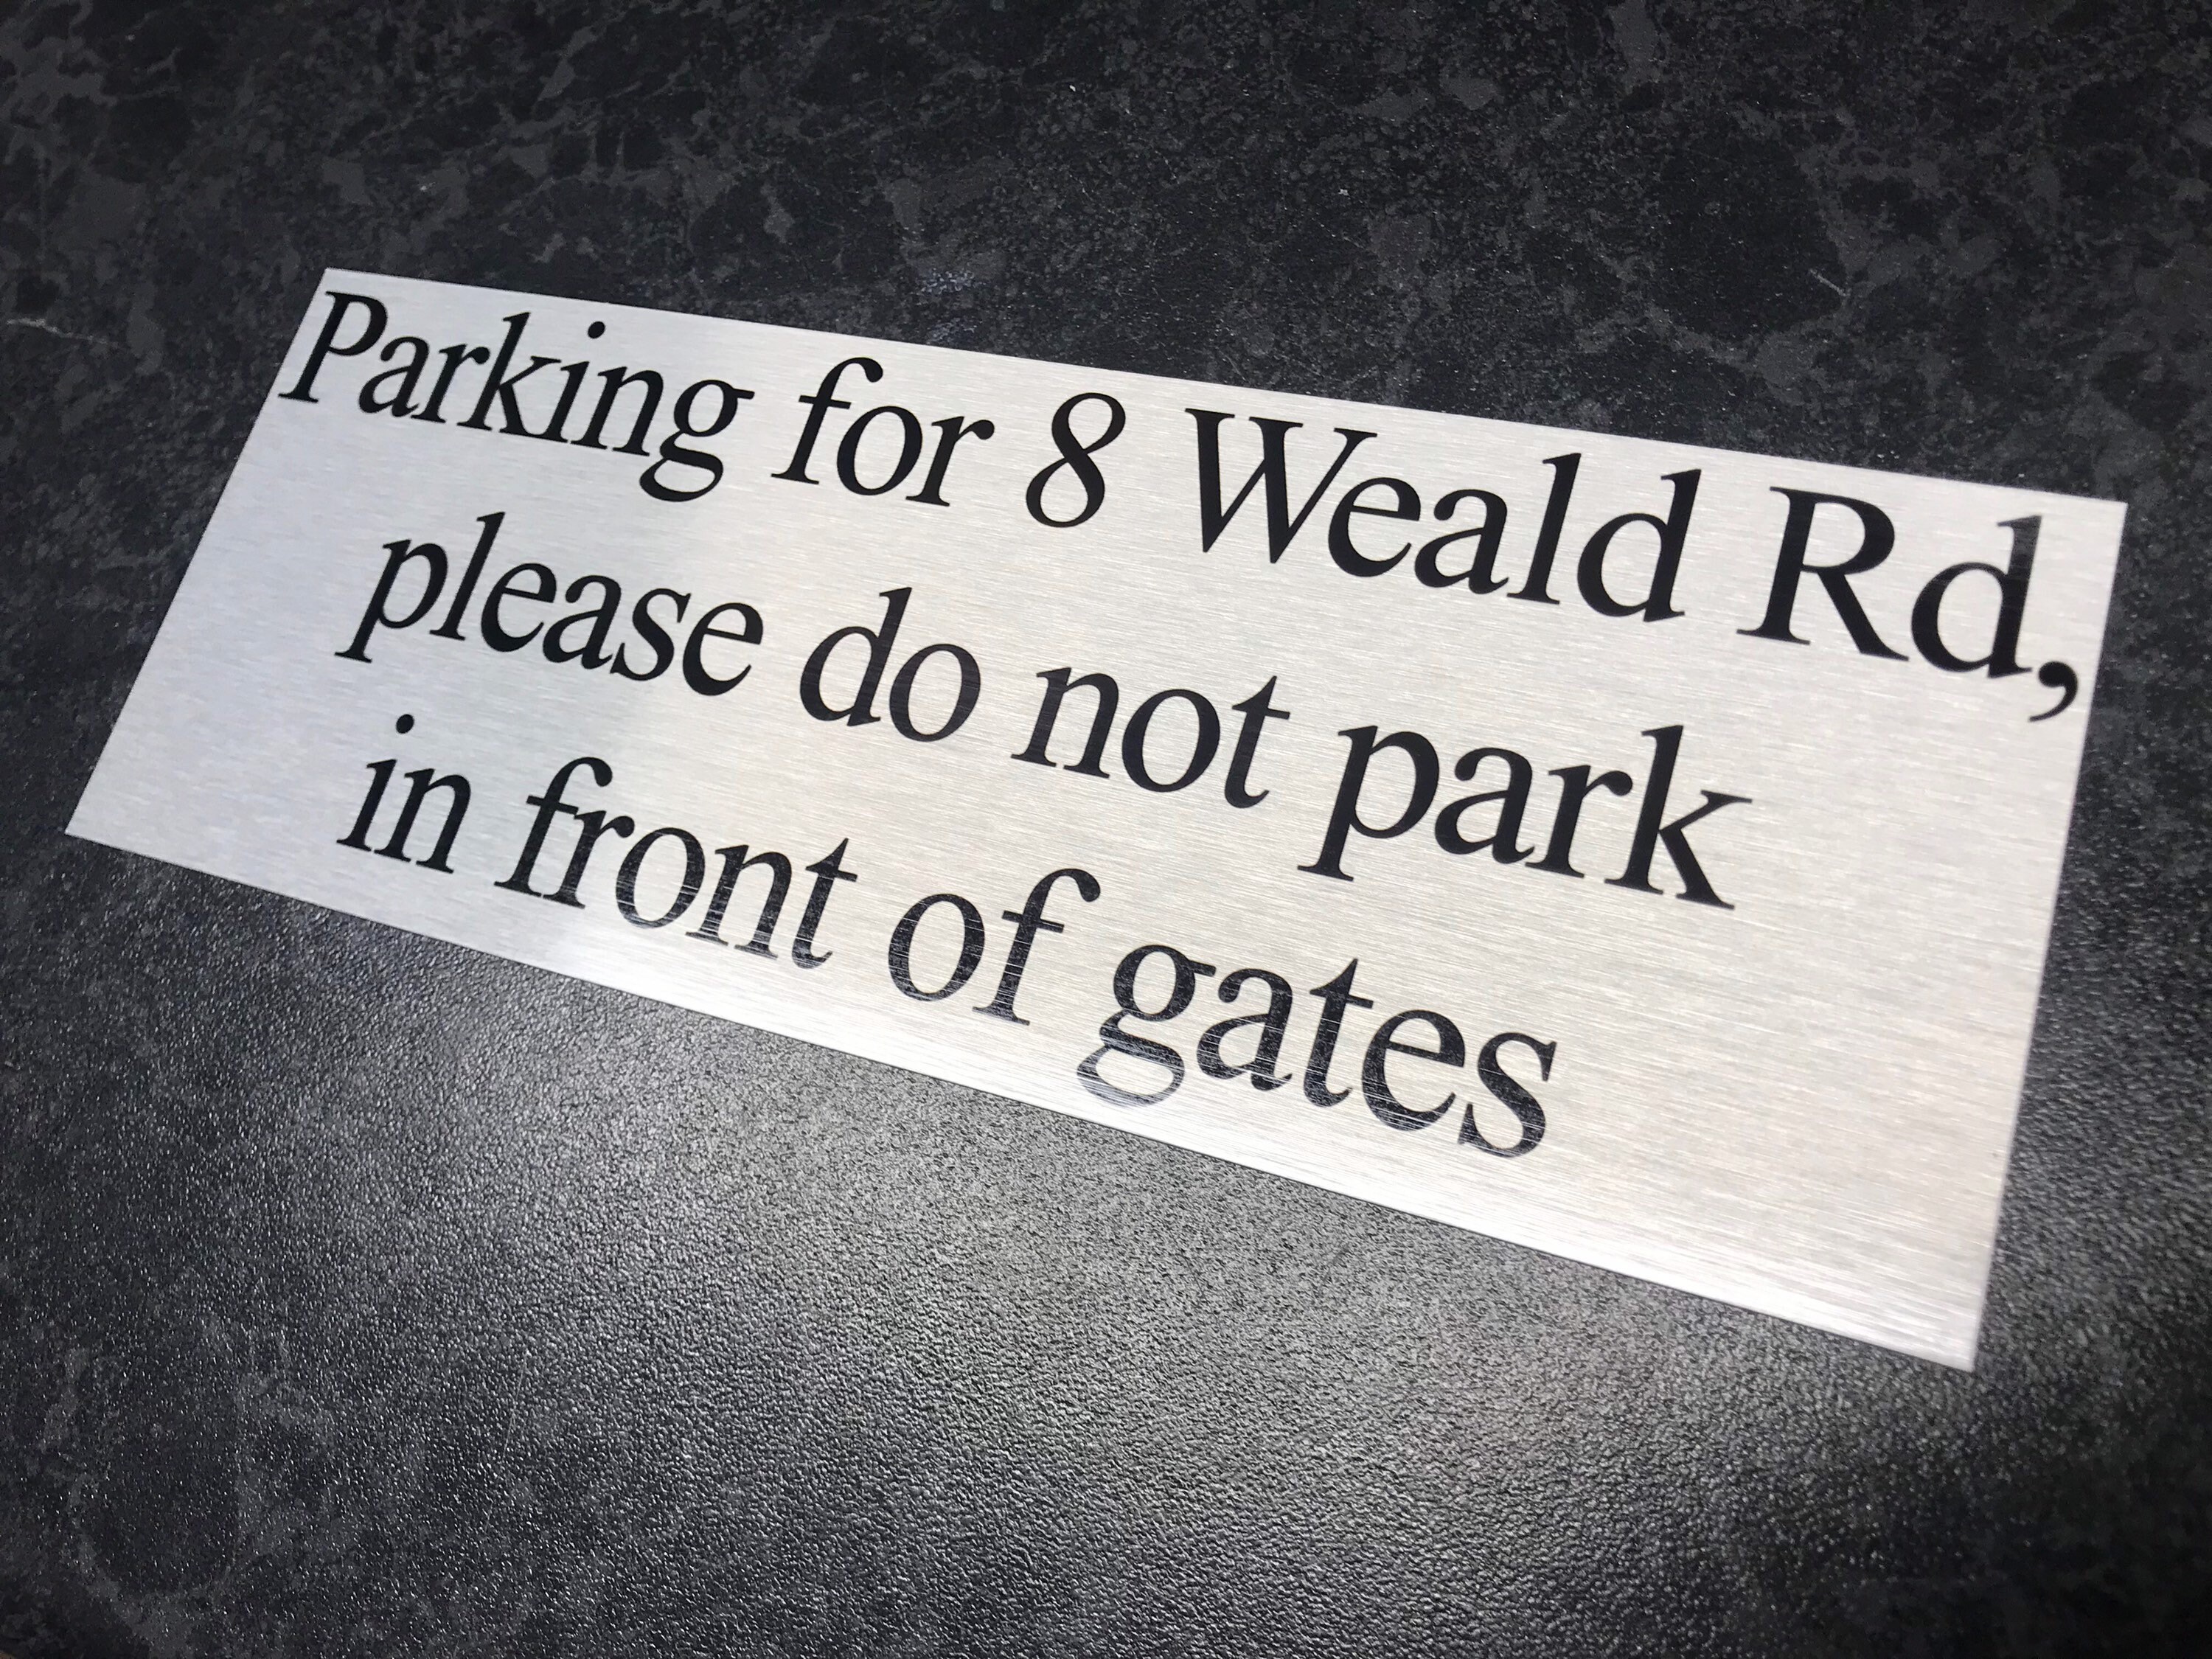 Parking for 8 Weald Rd,
please do not park
in front of gates